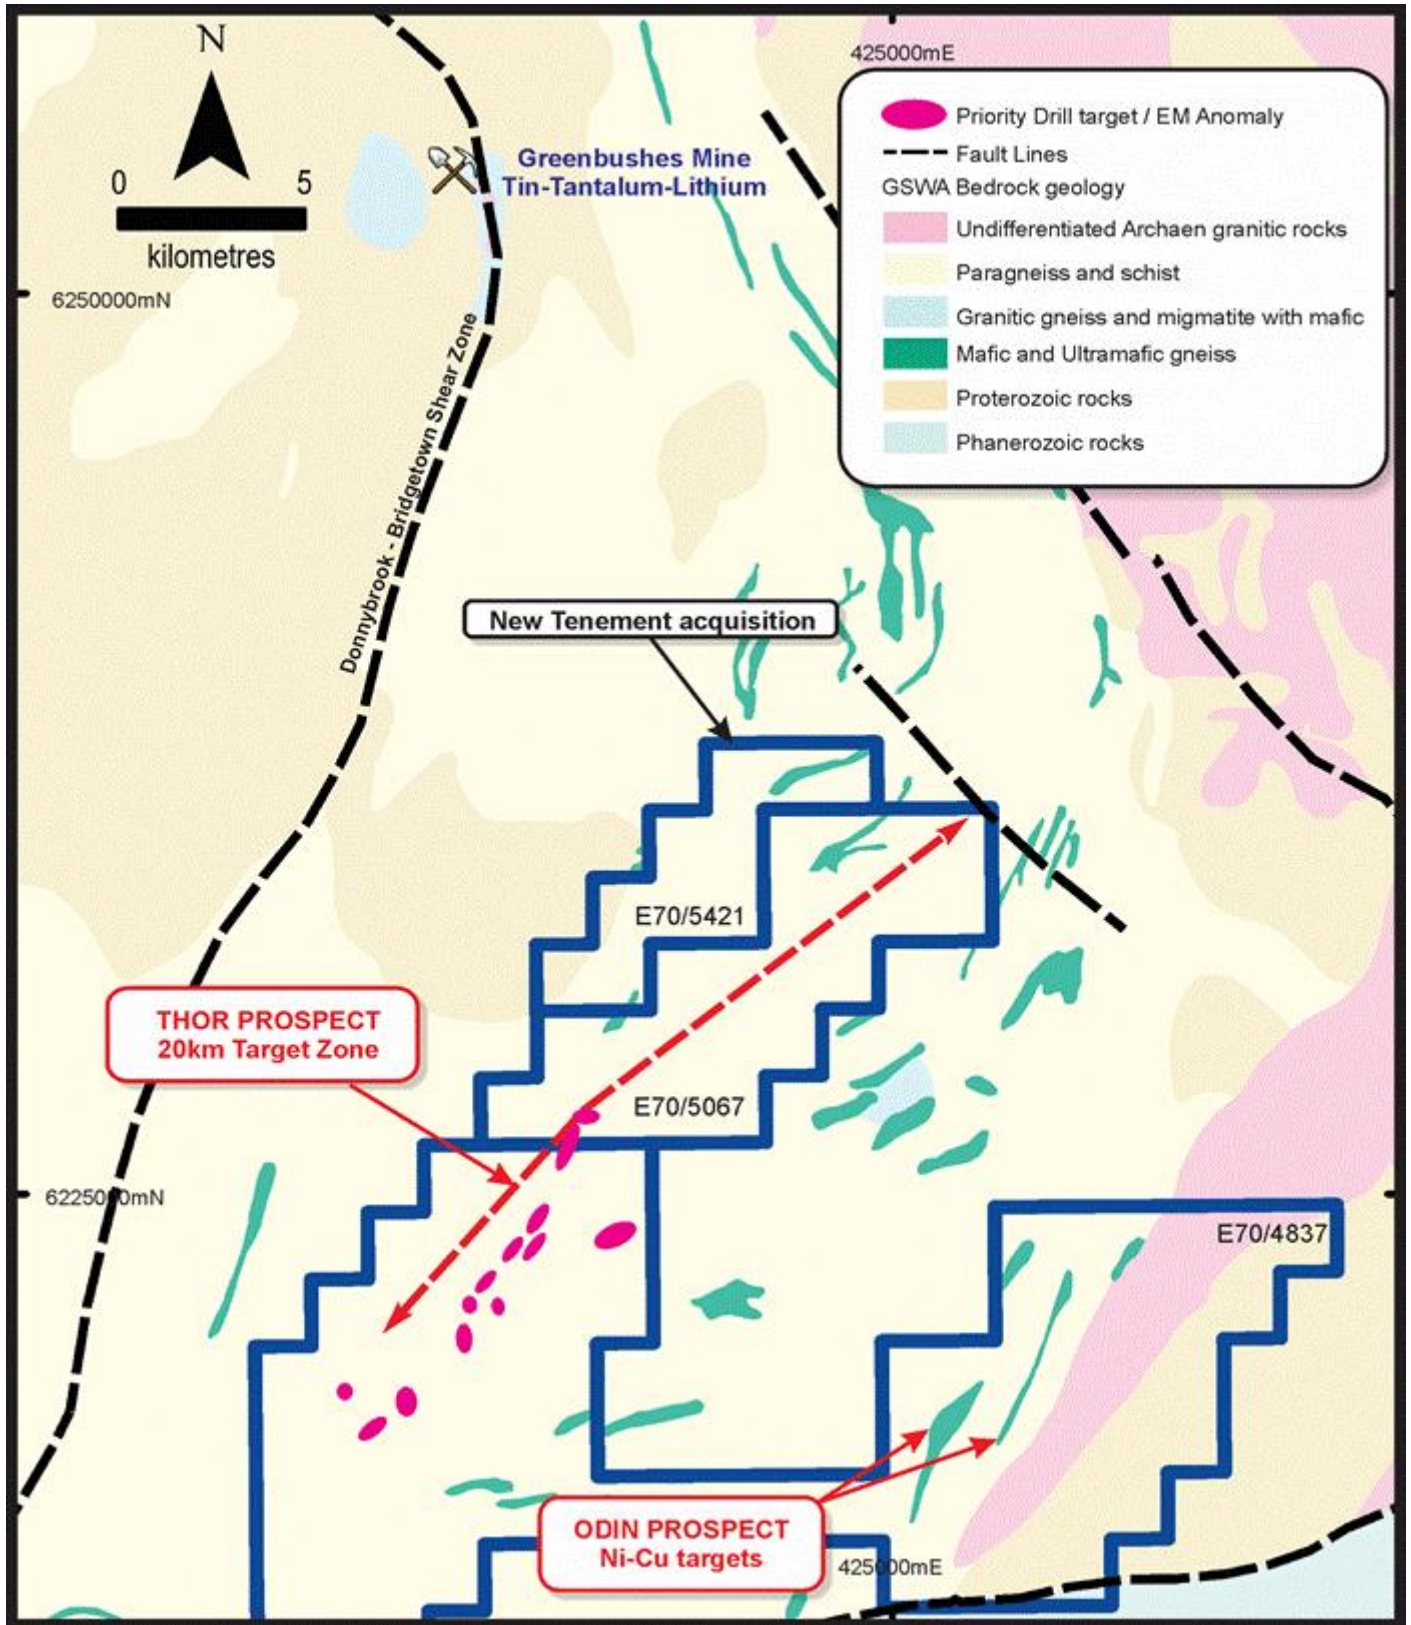 N
0 5
kilometres
425000mE
Priority Drill target / EM Anomaly
Fault Lines
GSWA Bedrock geology
Undifferentiated Archaen granitic rocks
Paragneiss and schist
Granitic gneiss and migmatite with mafic
Mafic and Ultramafic gneiss
Proterozoic rocks
Phanerozoic rocks
Greenbushes Mine
Tin-Tantalum-Lithium
6250000mN
Donnybrook - Bridgetown Shear Zone
New Tenement acquisition
E70/5421
THOR PROSPECT
20km Target Zone
E70/5067
6225000mN
E70/4837
ODIN PROSPECT
Ni-Cu targets
425000mE